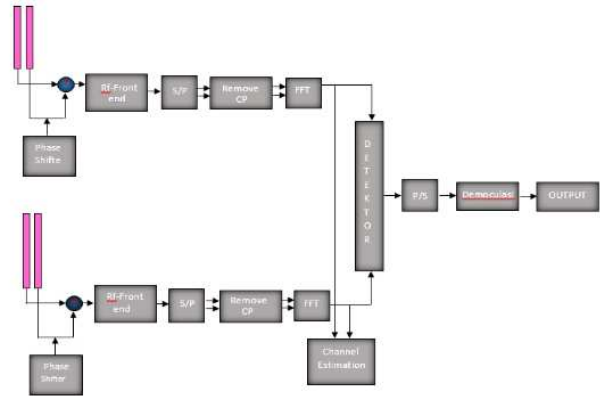 Rf-Front
end
S/P
Remove
CP
FFT
Phase
Shifte
D
E
T
E
K
T
O
R
P/S
Democulasi
OUTPUT
Rf-Front
end
S/P
Remove
CP
FFT
Channel
Estimation
Phase
Shifter